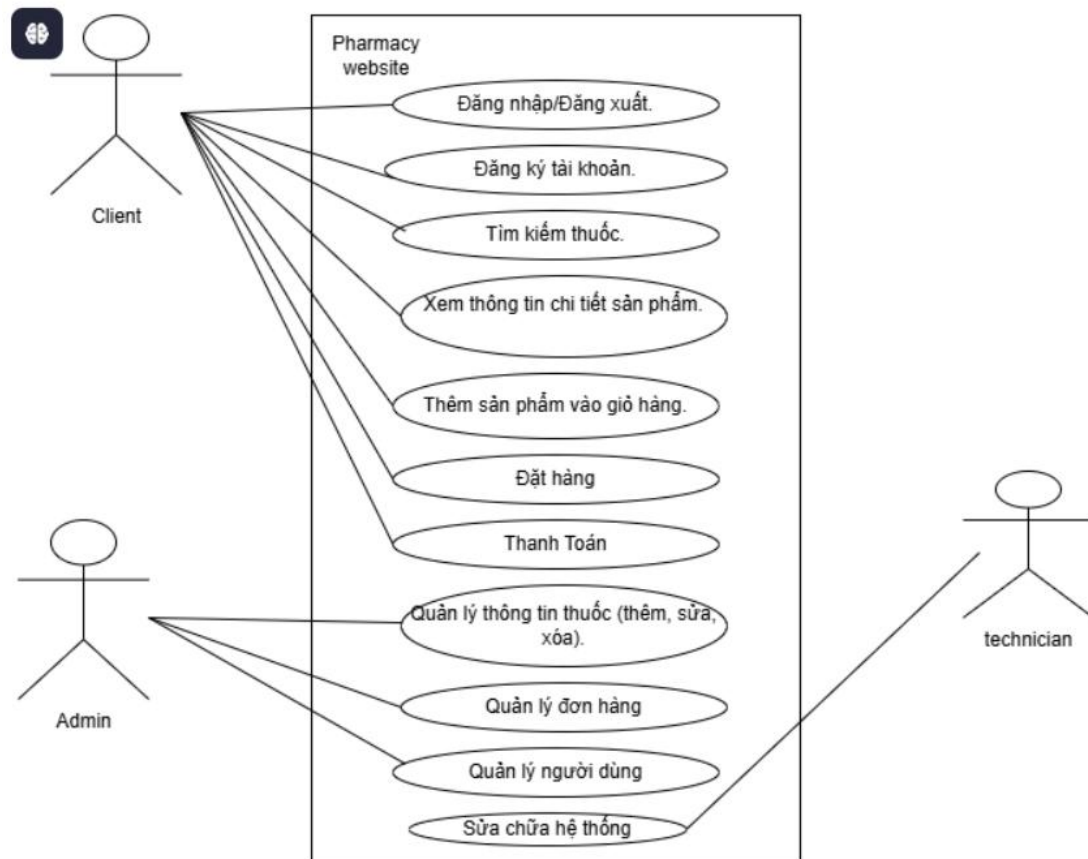 Pharmacy
website
Đăng nhập/Đăng xuất.
Đăng ký tài khoản.
Client
Tìm kiếm thuốc.
Xem thông tin chi tiết sản phẩm.
Thêm sản phẩm vào giỏ hàng.
Đặt hàng
Thanh Toán
Quản lý thông tin thuốc (thêm, sửa,
xóa).
technician
Quản lý đơn hàng
Admin
Quản lý người dùng
Sửa chữa hệ thống